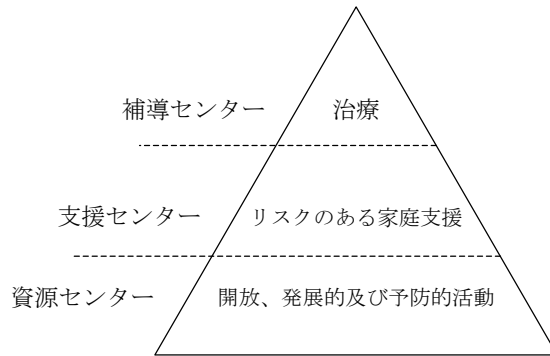 補導センター 治療
支援センター リスクのある家庭支援
資源センター 開放、発展的及び予防的活動